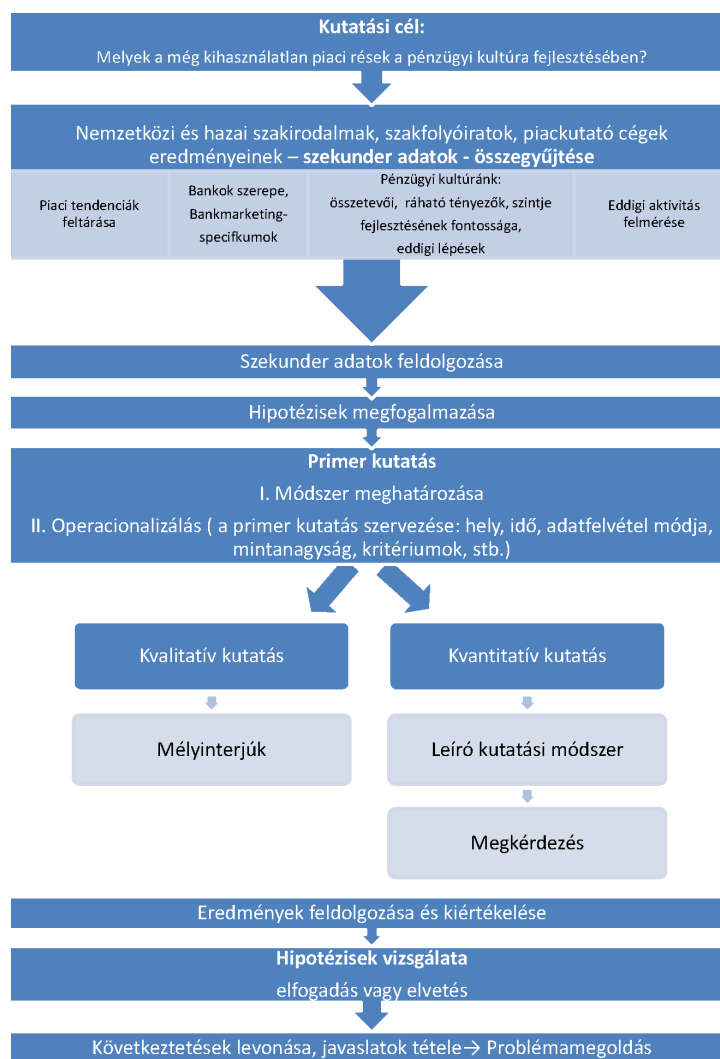 Kutatási cél:
Melyek a még kihasználatlan piaci rések a pénzügyi kultúra fejlesztésében?
Nemzetközi és hazai szakirodalmak, szakfolyóiratok, piackutató cégek
eredményeinek – szekunder adatok - összegyűjtése
Piaci tendenciák
feltárása
Bankok szerepe,
Bankmarketing-
specifkumok
Pénzügyi kultúránk:
összetevői, ráható tényezők, szintje
fejlesztésének fontossága,
eddigi lépések
Eddigi aktivitás
felmérése
Szekunder adatok feldolgozása
Hipotézisek megfogalmazása
Primer kutatás
I. Módszer meghatározása
II. Operacionalizálás ( a primer kutatás szervezése: hely, idő, adatfelvétel módja,
mintanagyság, kritériumok, stb.)
Kvalitatív kutatás
Kvantitatív kutatás
Mélyinterjúk
Leíró kutatási módszer
Megkérdezés
Eredmények feldolgozása és kiértékelése
Hipotézisek vizsgálata
elfogadás vagy elvetés
Következtetések levonása, javaslatok tétele→ Problémamegoldás